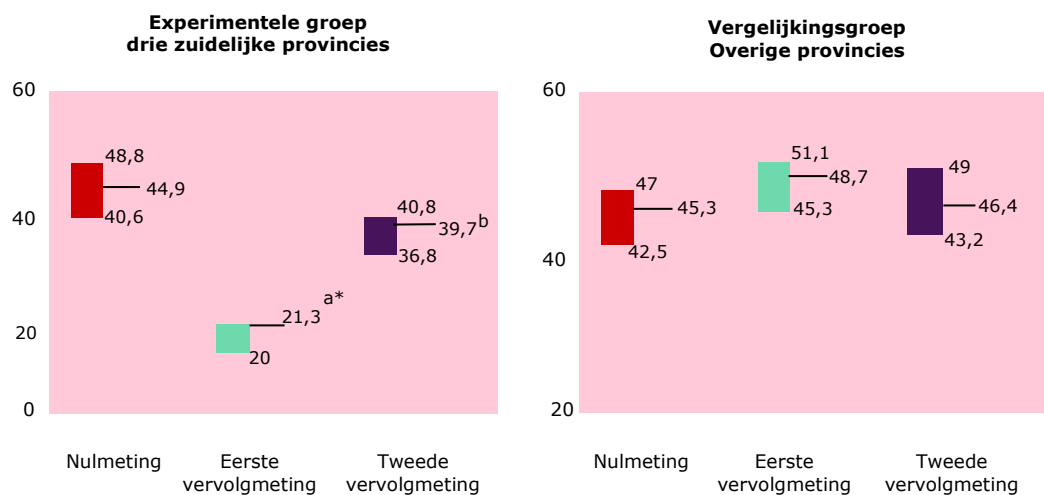 Experimentele groep
drie zuidelijke provincies
60
48,8
44,9
40,6
40
40,8
39,7b
36,8
a*
21,3
20
20
0
Nulmeting
Eerste
vervolgmeting
Tweede
vervolgmeting
Vergelijkingsgroep
Overige provincies
60
47
45,3
42,5
51,1
48,7
45,3
49
46,4
43,2
40
20
Nulmeting
Eerste
vervolgmeting
Tweede
vervolgmeting